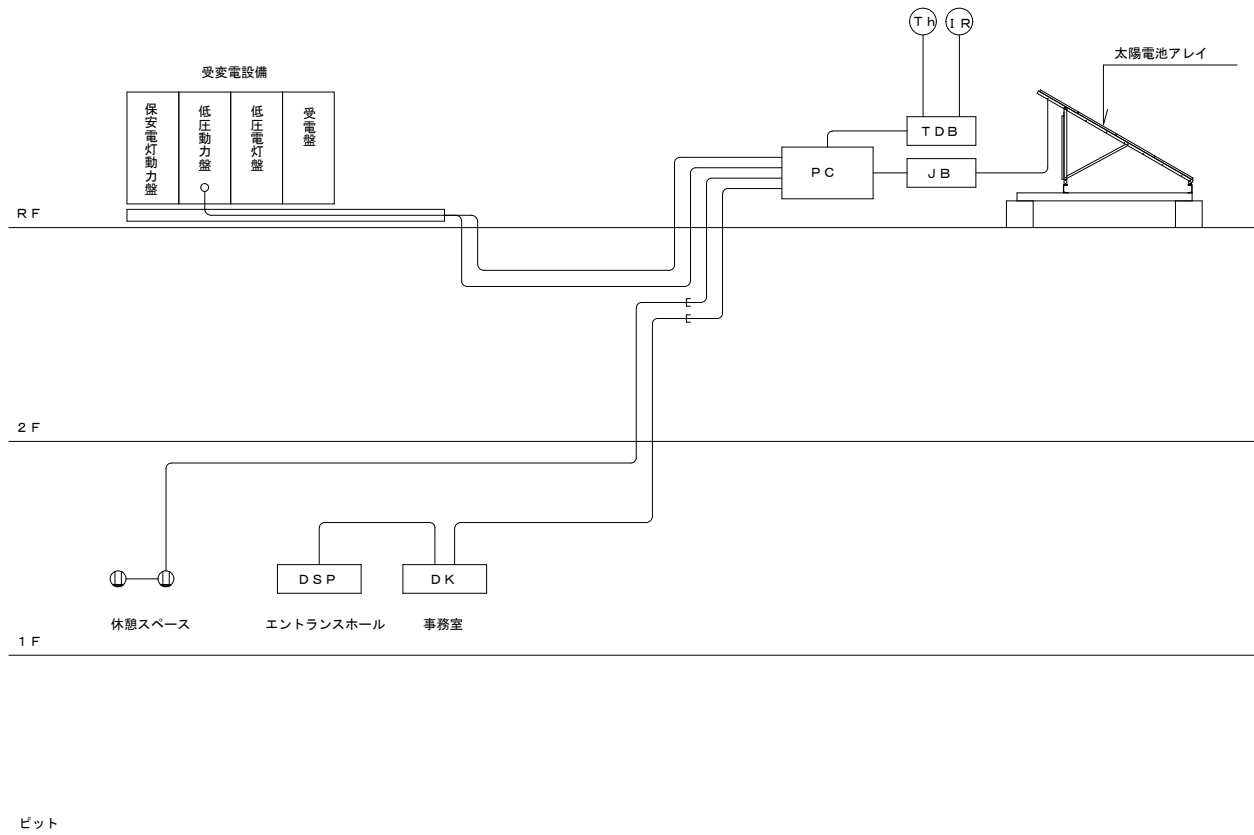 Ｔｈ
ＩＲ
太陽電池アレイ
受変電設備
保安電灯動力盤
低圧動力盤
低圧電灯盤
受電盤
ＴＤＢ
ＰＣ
ＪＢ
ＲＦ
２Ｆ
ＤＳＰ
ＤＫ
休憩スペース
エントランスホール
事務室
１Ｆ
ピット